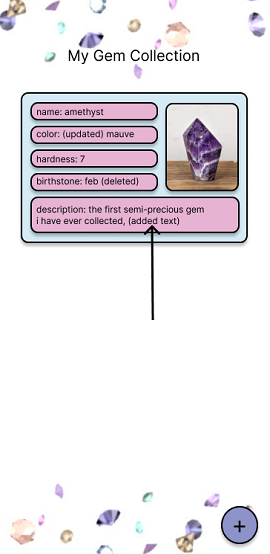 My Gem Collection
name: amethyst
color: (updated) mauve
hardness: 7
birthstone: feb (deleted)
description: the first semi-precious gem
i have ever collected, (added text)
+